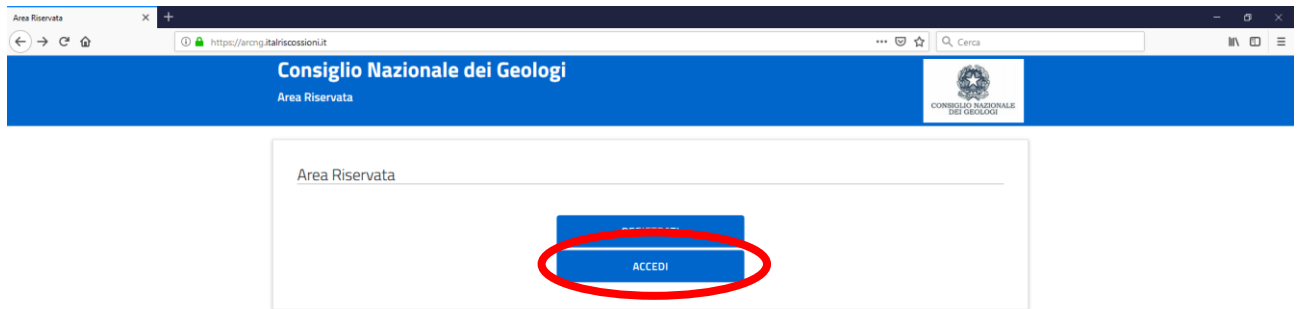 Area Riservata
https://arcng.italriscossioni.it
Cerca
Consiglio Nazionale dei Geologi
Area Riservata
CONSIGLIO NAZIONALE
DEI GEOLOGI
Area Riservata
ACCEDI